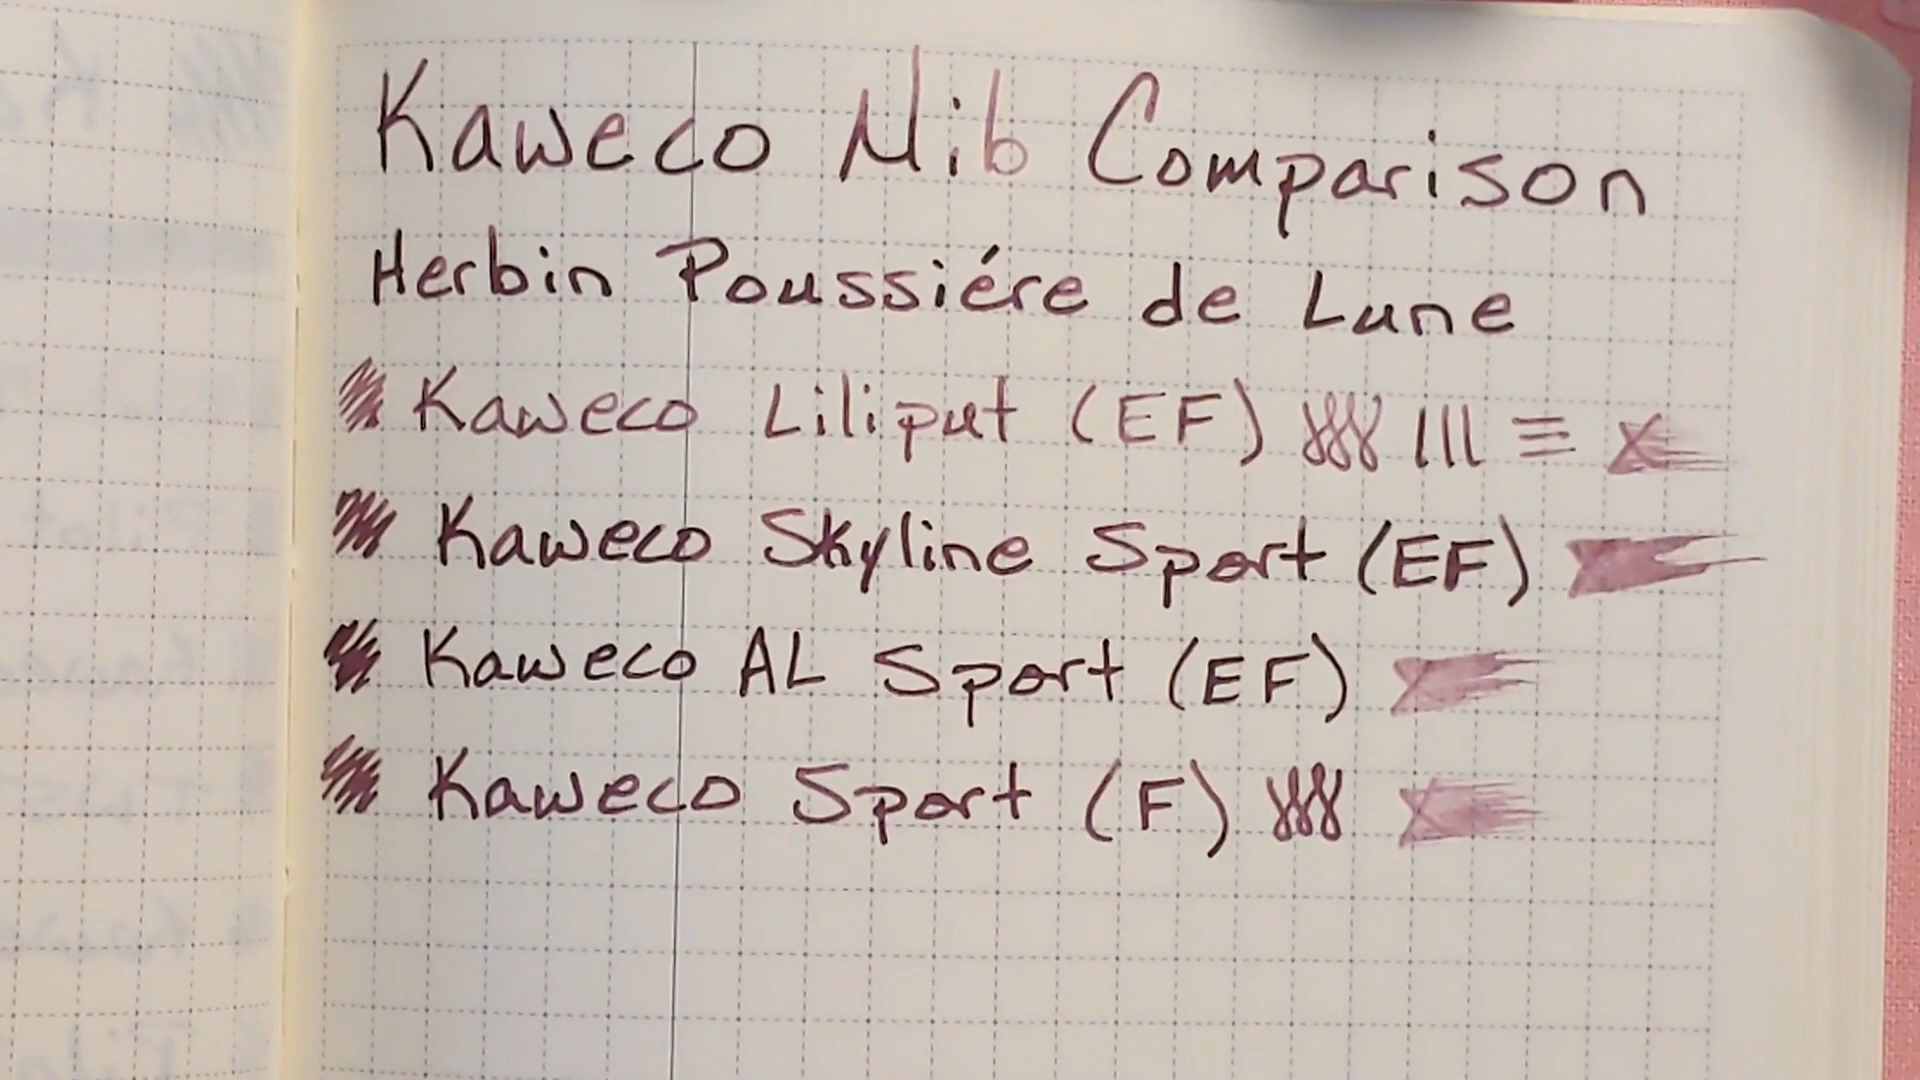 Kaweco Nib Comparison
Herbin Poussiére de Lune
Kaweco Liliput (EF)
Kaweco Skyline Sport (EF)
Kaweco AL Sport (EF)
Kaweco Sport (F)